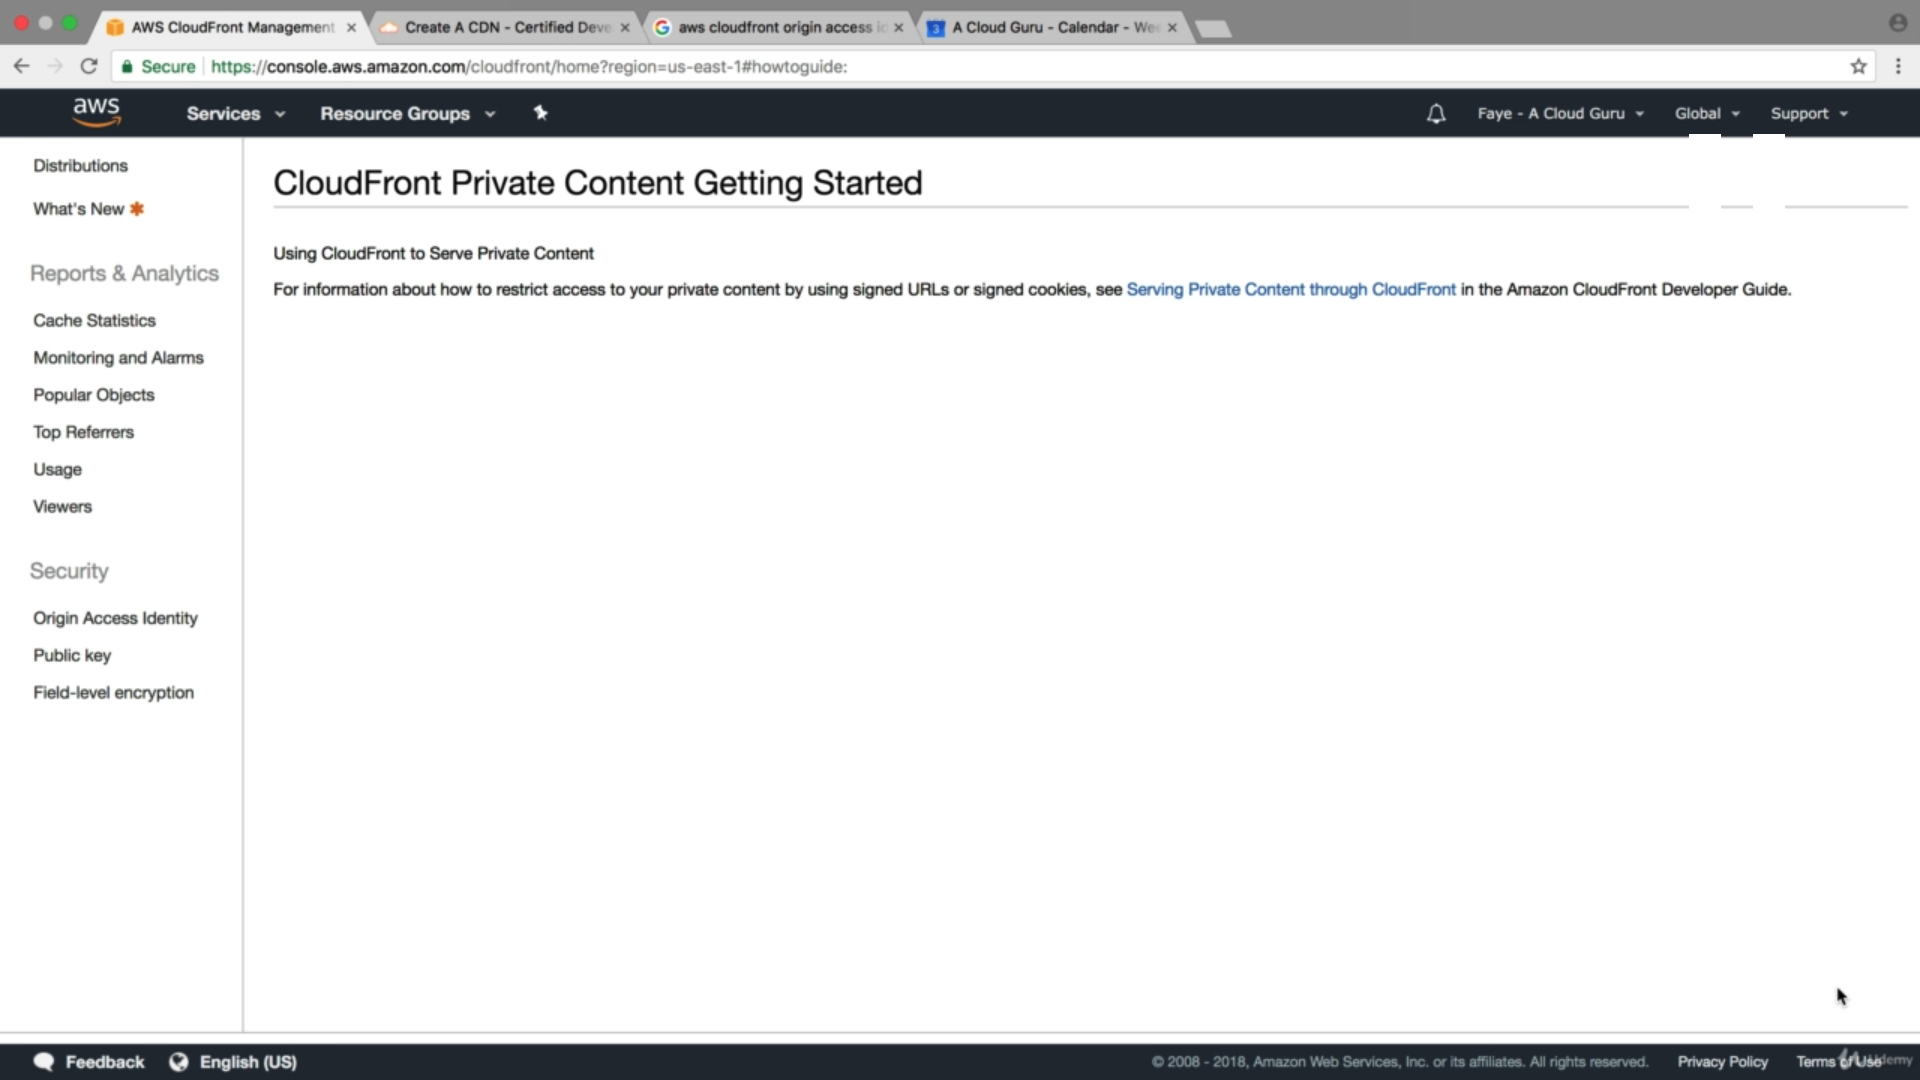 AWS CloudFront Management
Create A CDN - Certified Deve
aws cloudfront origin access id
A Cloud Guru - Calendar - Wee
Secure
https://console.aws.amazon.com/cloudfront/home?region=us-east-1#howtoguide:
aws
Services
Resource Groups
Faye - A Cloud Guru
Global
Support
Distributions
What's New
Reports & Analytics
Cache Statistics
Monitoring and Alarms
Popular Objects
Top Referrers
Usage
Viewers
Security
Origin Access Identity
Public key
Field-level encryption
CloudFront Private Content Getting Started
Using CloudFront to Serve Private Content
For information about how to restrict access to your private content by using signed URLs or signed cookies, see Serving Private Content through CloudFront in the Amazon CloudFront Developer Guide.
Feedback
English (US)
© 2008 - 2018, Amazon Web Services, Inc. or its affiliates. All rights reserved.
Privacy Policy
Terms of Use